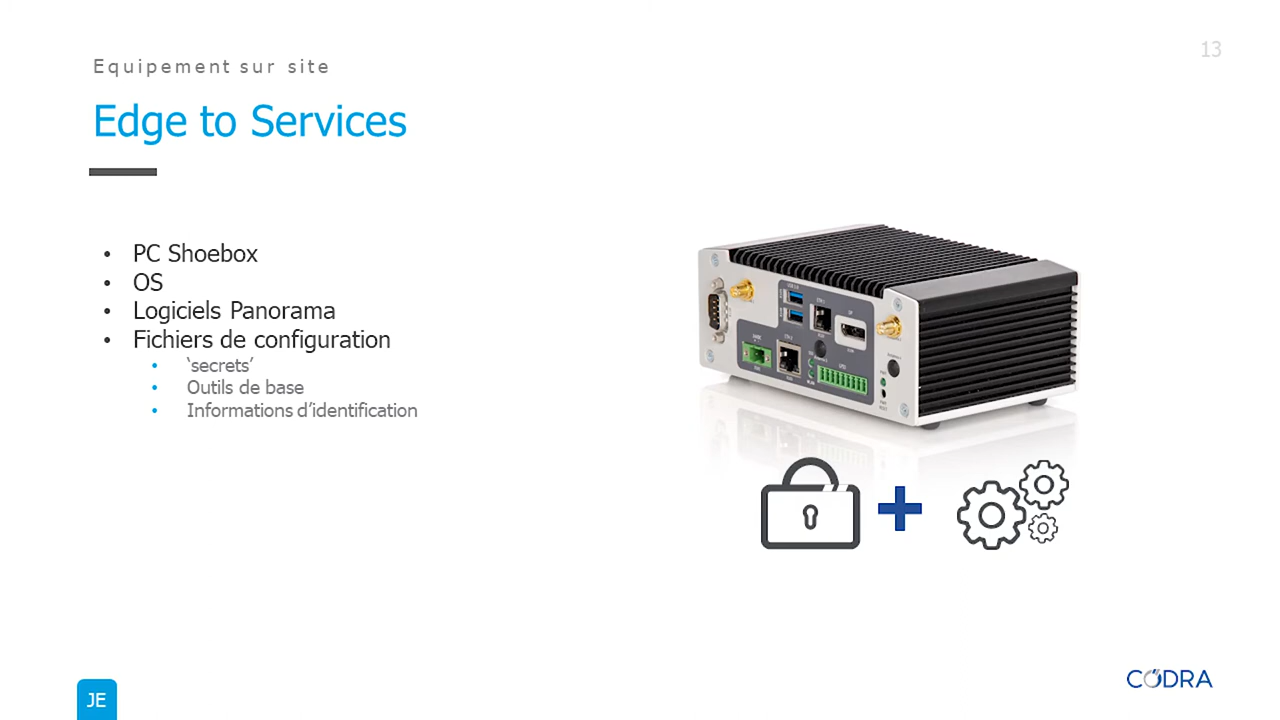 Equipement sur site
13
Edge to Services
• PC Shoebox
• OS
• Logiciels Panorama
• Fichiers de configuration
• ‘secrets’
• Outils de base
• Informations d’identification
JE
CODRA